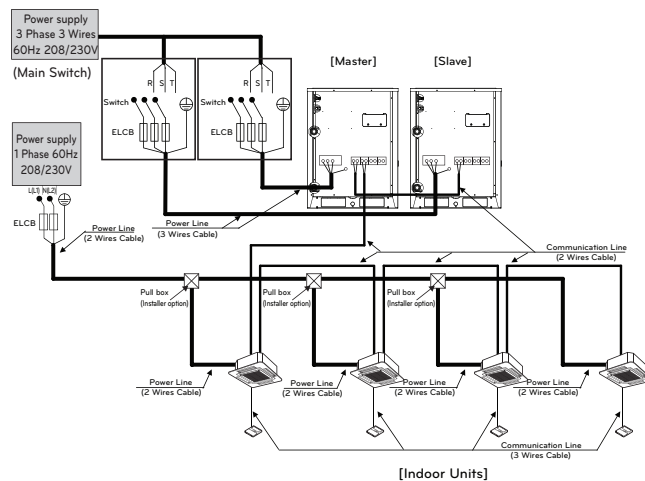 Power supply
3 Phase 3 Wires
60Hz 208/230V
(Main Switch)
R S T
Switch
ELCB
R S T
Switch
ELCB
[Master]
[Slave]
Power supply
1 Phase 60Hz
208/230V
L(L1) N(L2)
ELCB
Power Line
(2 Wires Cable)
Power Line
(3 Wires Cable)
Communication Line
(2 Wires Cable)
Pull box
(Installer option)
Pull box
(Installer option)
Pull box
(Installer option)
Power Line
(2 Wires Cable)
Power Line
(2 Wires Cable)
Power Line
(2 Wires Cable)
Power Line
(2 Wires Cable)
Communication Line
(3 Wires Cable)
[Indoor Units]